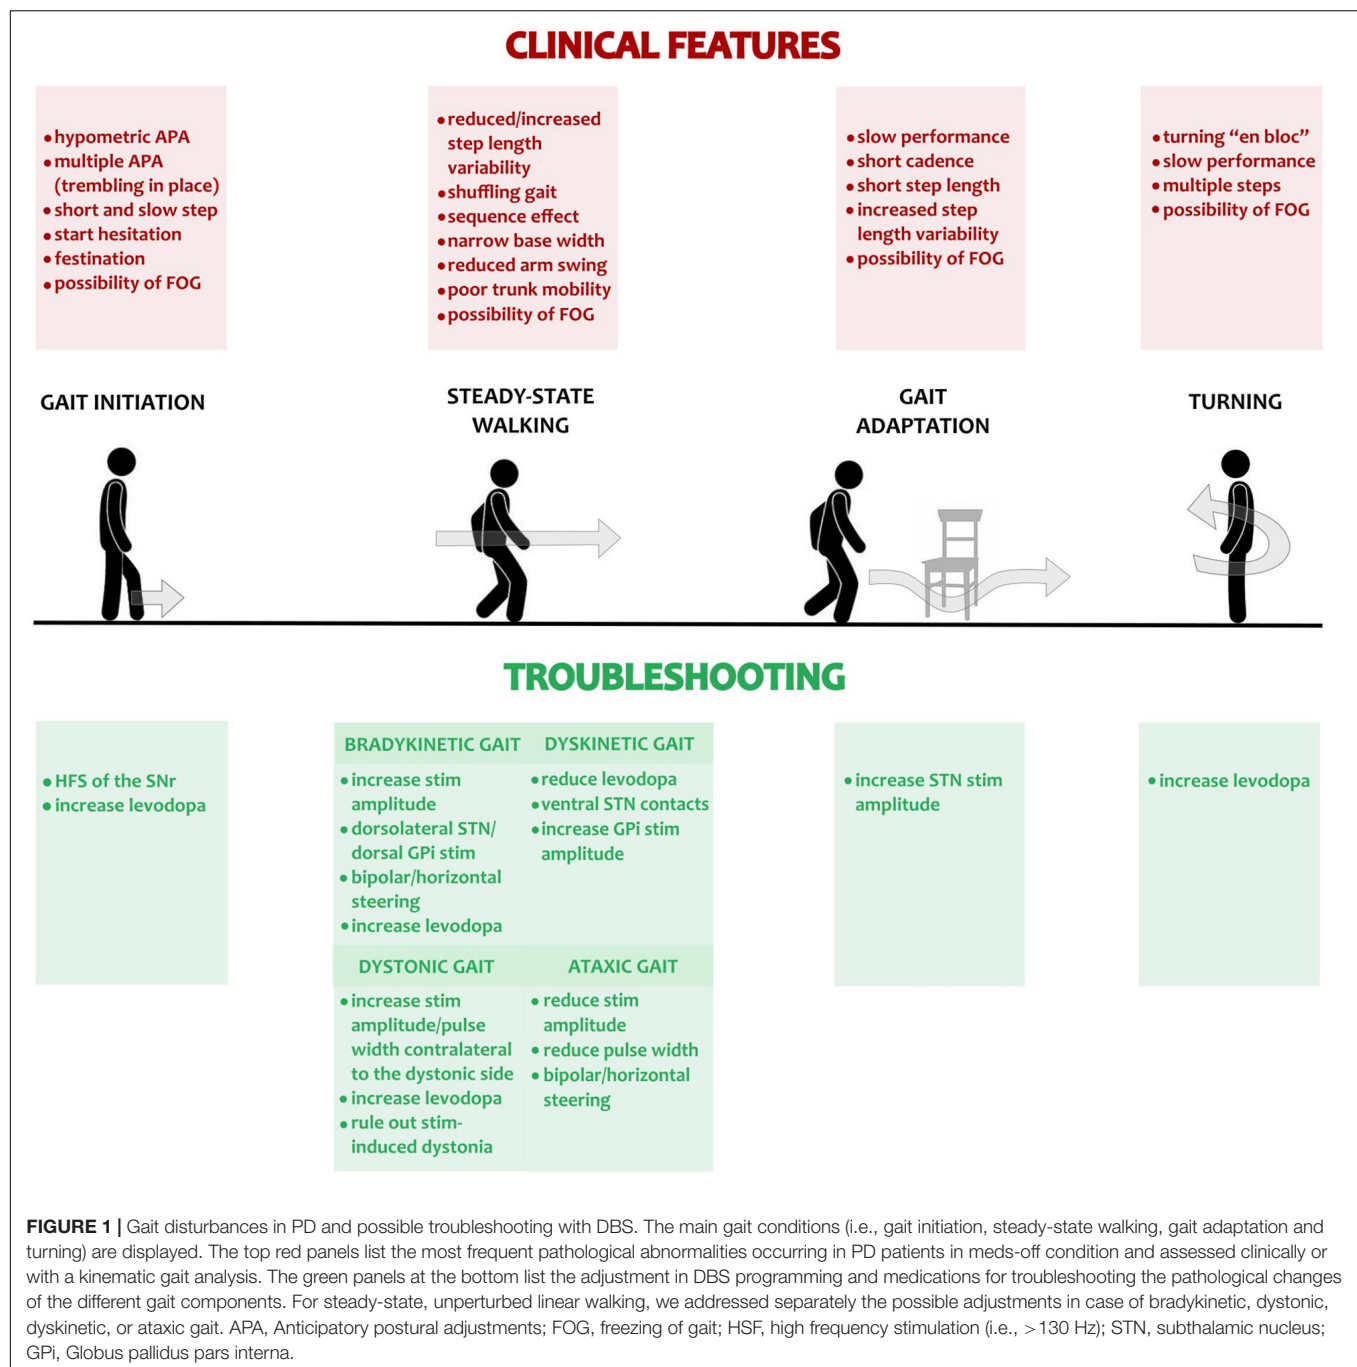 CLINICAL FEATURES
• hypometric APA
• multiple APA
(trembling in place)
• short and slow step
• start hesitation
• festination
• possibility of FOG
• reduced/increased
step length
variability
• shuffling gait
• sequence effect
• narrow base width
• reduced arm swing
• poor trunk mobility
• possibility of FOG
• slow performance
• short cadence
• short step length
• increased step
length variability
• possibility of FOG
• turning “en bloc”
• slow performance
• multiple steps
• possibility of FOG
GAIT INITIATION
STEADY-STATE
WALKING
GAIT
ADAPTATION
TURNING
TROUBLESHOOTING
• HFS of the SNr
• increase levodopa
BRADYKINETIC GAIT
• increase stim
amplitude
• dorsolateral STN/
dorsal GPi stim
• bipolar/horizontal
steering
• increase levodopa
DYSKINETIC GAIT
• reduce levodopa
• ventral STN contacts
• increase GPi stim
amplitude
DYSTONIC GAIT
• increase stim
amplitude/pulse
width contralateral
to the dystonic side
• increase levodopa
• rule out stim-
induced dystonia
ATAXIC GAIT
• reduce stim
amplitude
• reduce pulse width
• bipolar/horizontal
steering
• increase STN stim
amplitude
• increase levodopa
FIGURE 1 | Gait disturbances in PD and possible troubleshooting with DBS. The main gait conditions (i.e., gait initiation, steady-state walking, gait adaptation and
turning) are displayed. The top red panels list the most frequent pathological abnormalities occurring in PD patients in meds-off condition and assessed clinically or
with a kinematic gait analysis. The green panels at the bottom list the adjustment in DBS programming and medications for troubleshooting the pathological changes
of the different gait components. For steady-state, unperturbed linear walking, we addressed separately the possible adjustments in case of bradykinetic, dystonic,
dyskinetic, or ataxic gait. APA, Anticipatory postural adjustments; FOG, freezing of gait; HSF, high frequency stimulation (i.e., >130 Hz); STN, subthalamic nucleus;
GPi, Globus pallidus pars interna.